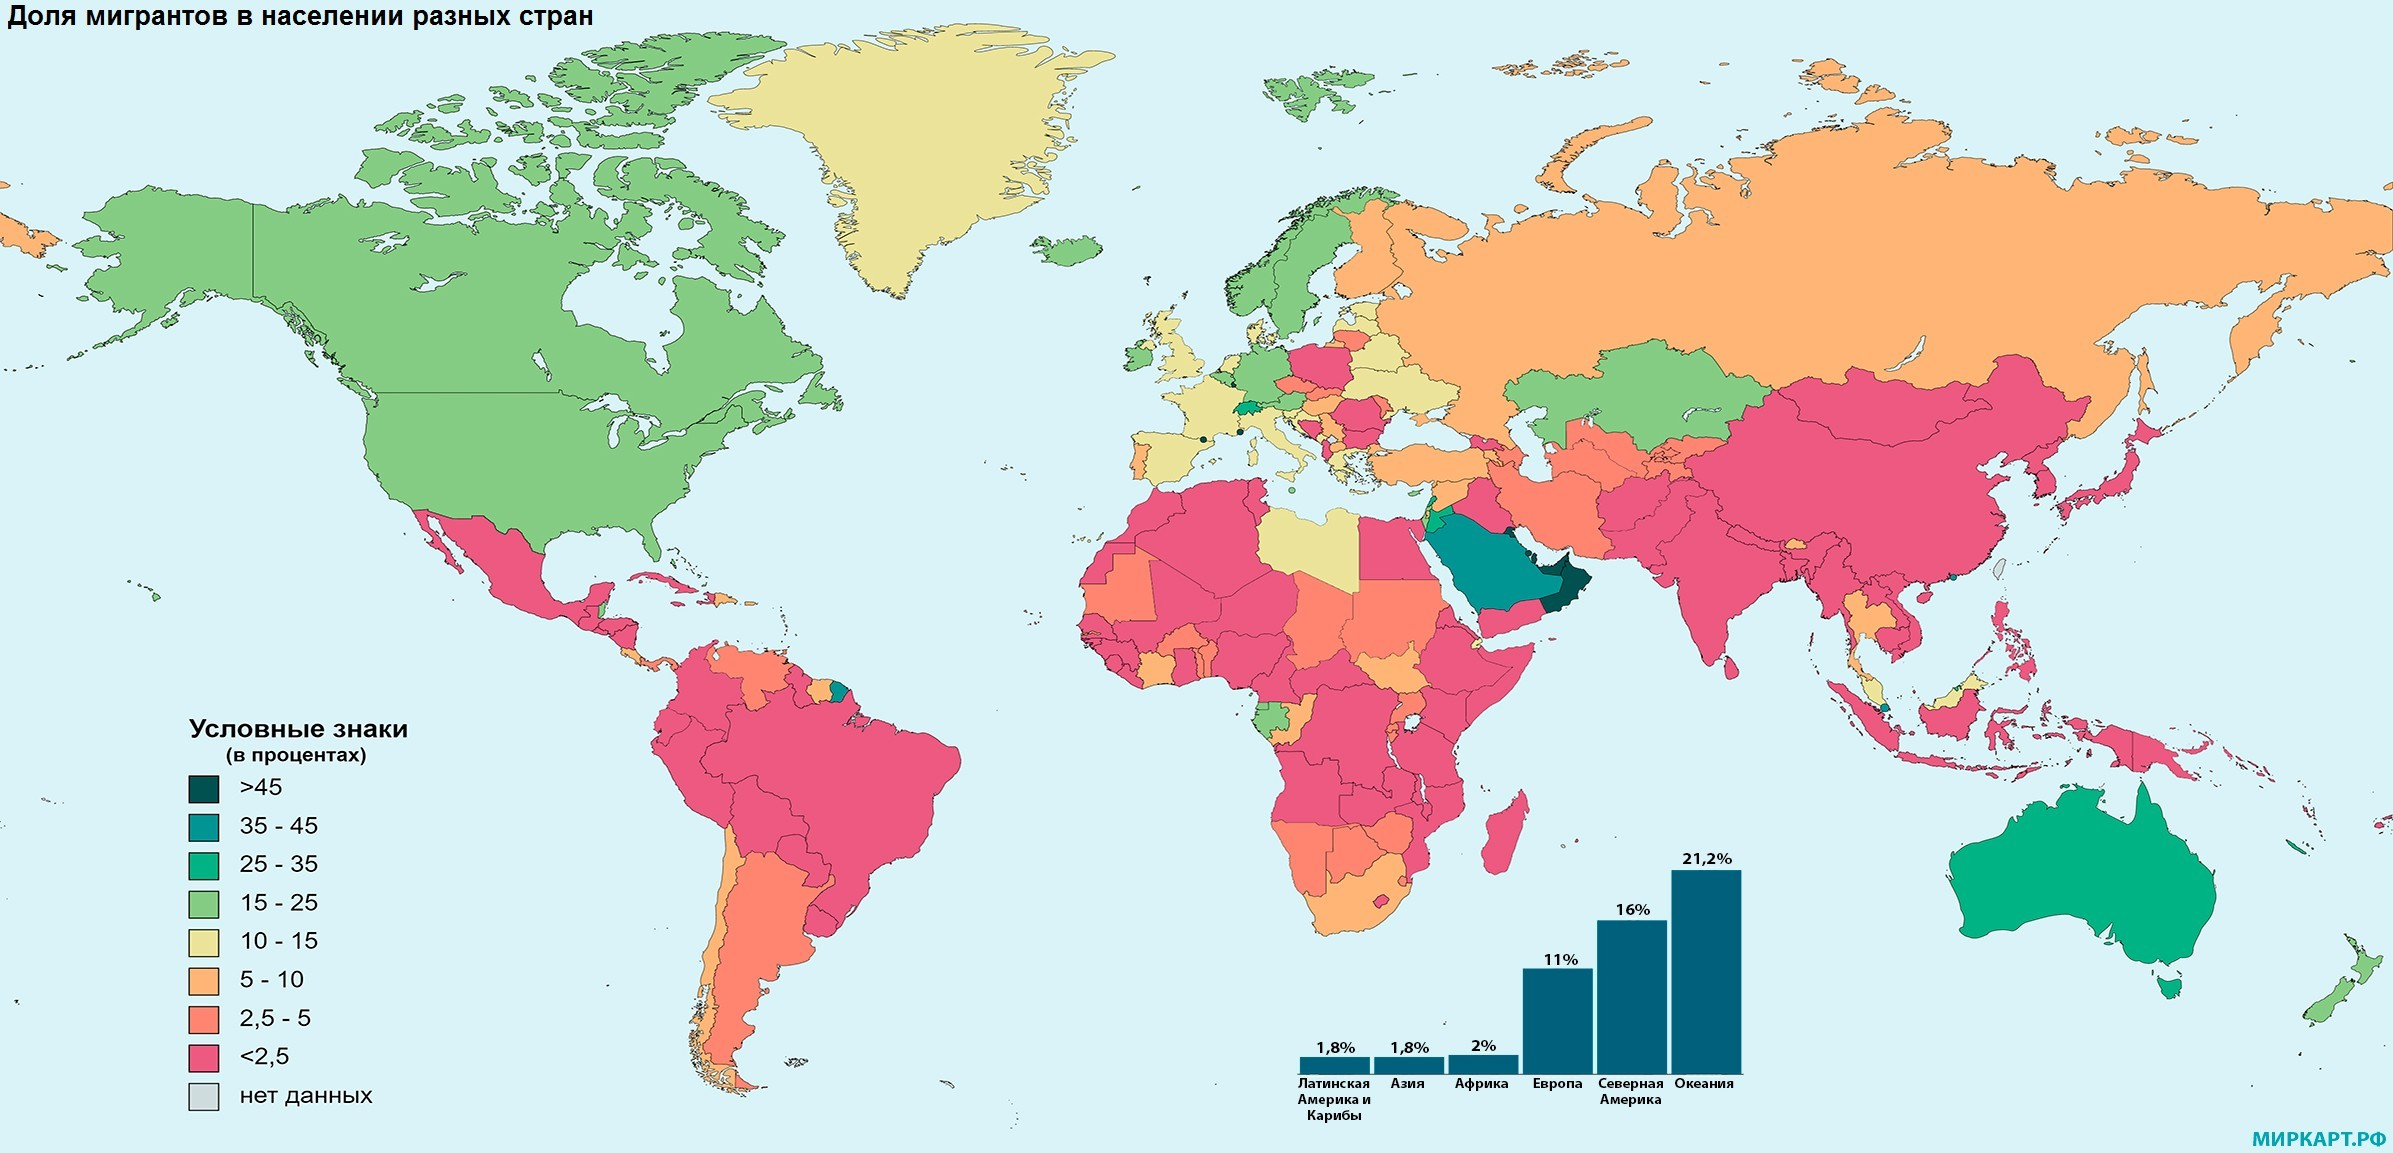 Доля мигрантов в населении разных стран
Условные знаки
(в процентах)
>45
35 - 45
25 - 35
15 - 25
10 - 15
5 - 10
2,5 - 5
<2,5
нет данных
1,8%
1,8%
2%
11%
16%
21,2%
Латинская
Америка и
Карибы
Азия
Африка
Европа
Северная
Америка
Океания
МИРКАРТ.РФ